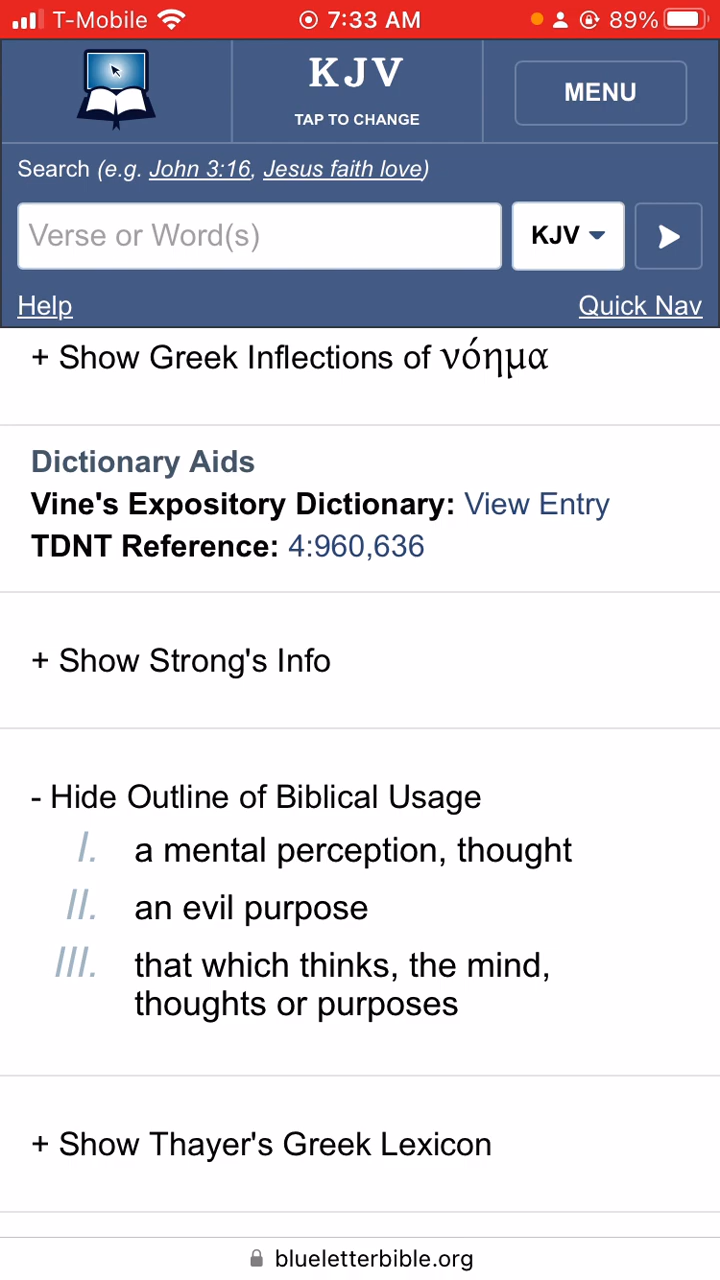 T-Mobile 7:33 AM 89%
KJV
TAP TO CHANGE
MENU
Search (e.g. John 3:16, Jesus faith love)
Verse or Word(s) KJV
Help Quick Nav
+ Show Greek Inflections of νόημα
Dictionary Aids
Vine's Expository Dictionary: View Entry
TDNT Reference: 4:960,636
+ Show Strong's Info
- Hide Outline of Biblical Usage
I. a mental perception, thought
II. an evil purpose
III. that which thinks, the mind,
thoughts or purposes
+ Show Thayer's Greek Lexicon
blueletterbible.org